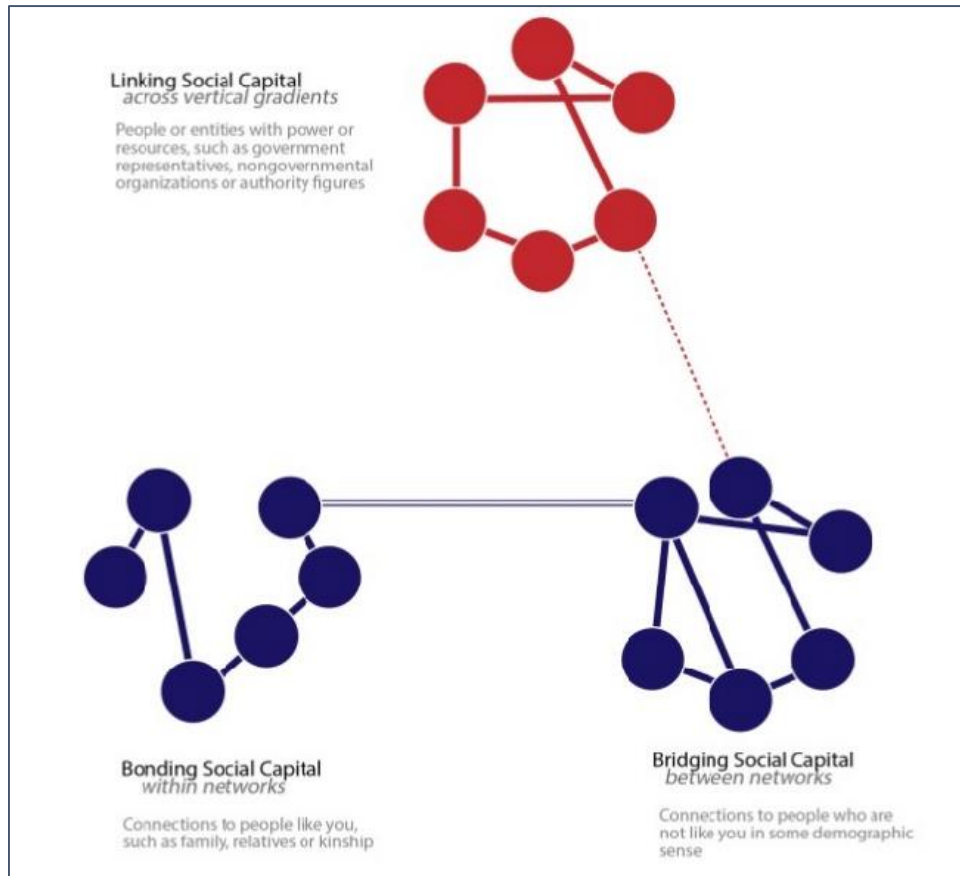 Linking Social Capital
across vertical gradients
People or entities with power or
resources, such as government
representatives, nongovernmental
organizations or authority figures
Bonding Social Capital
within networks
Connections to people like you,
such as family, relatives or kinship
Bridging Social Capital
between networks
Connections to people who are
not like you in some demographic
sense